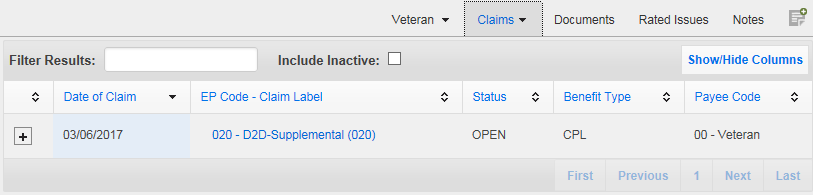 Veteran Claims Documents Rated Issues Notes
Filter Results: Include Inactive: Show/Hide Columns
Date of Claim EP Code - Claim Label Status Benefit Type Payee Code
03/06/2017 020 - D2D-Supplemental (020) OPEN CPL 00 - Veteran
First Previous 1 Next Last